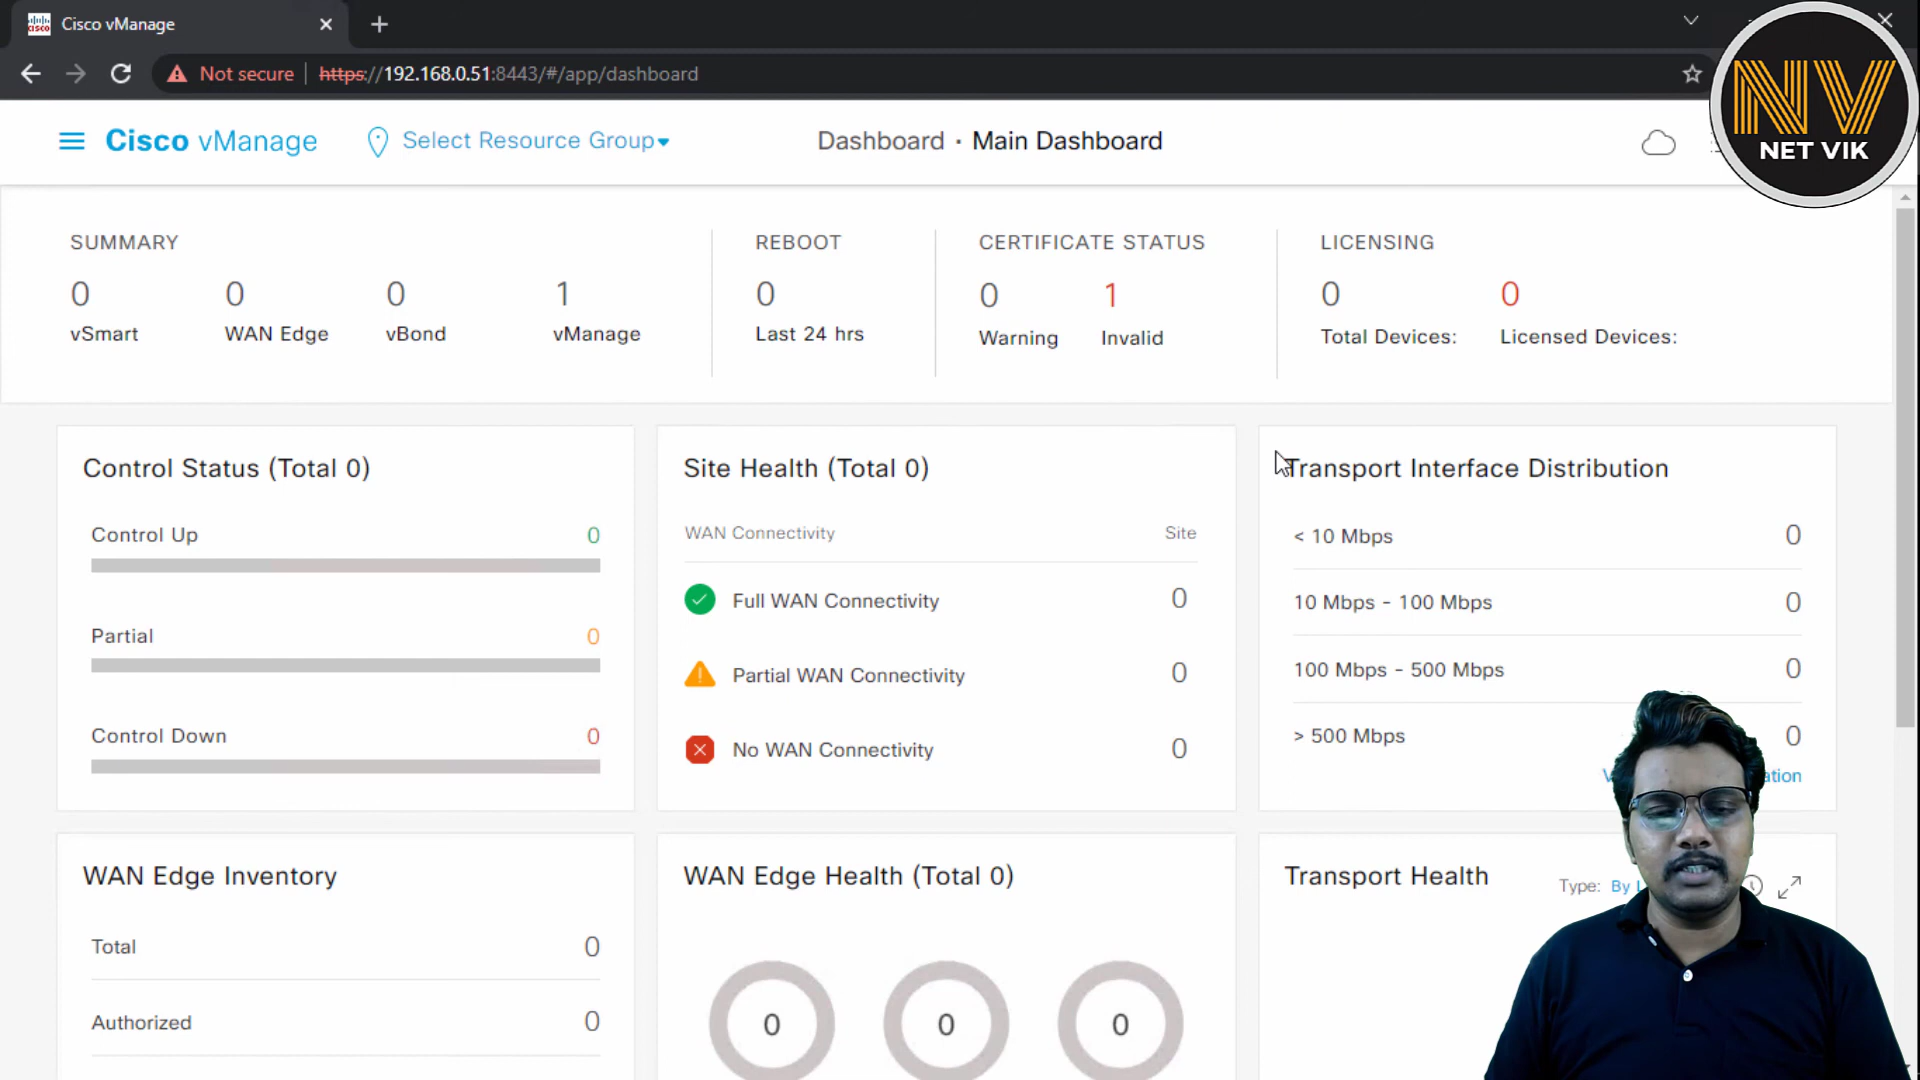 Cisco vManage
Not secure https://192.168.0.51:8443/#/app/dashboard
NV
NET VIK
Cisco vManage Select Resource Group Dashboard · Main Dashboard
SUMMARY REBOOT CERTIFICATE STATUS LICENSING
0 0 0 1 0 0 1 0 0
vSmart WAN Edge vBond vManage Last 24 hrs Warning Invalid Total Devices: Licensed Devices:
Control Status (Total 0)
Control Up 0
Partial 0
Control Down 0
Site Health (Total 0)
WAN Connectivity Site
Full WAN Connectivity 0
Partial WAN Connectivity 0
No WAN Connectivity 0
Transport Interface Distribution
< 10 Mbps 0
10 Mbps - 100 Mbps 0
100 Mbps - 500 Mbps 0
> 500 Mbps 0
WAN Edge Inventory
Total 0
Authorized 0
WAN Edge Health (Total 0)
0 0 0
Transport Health Type: By